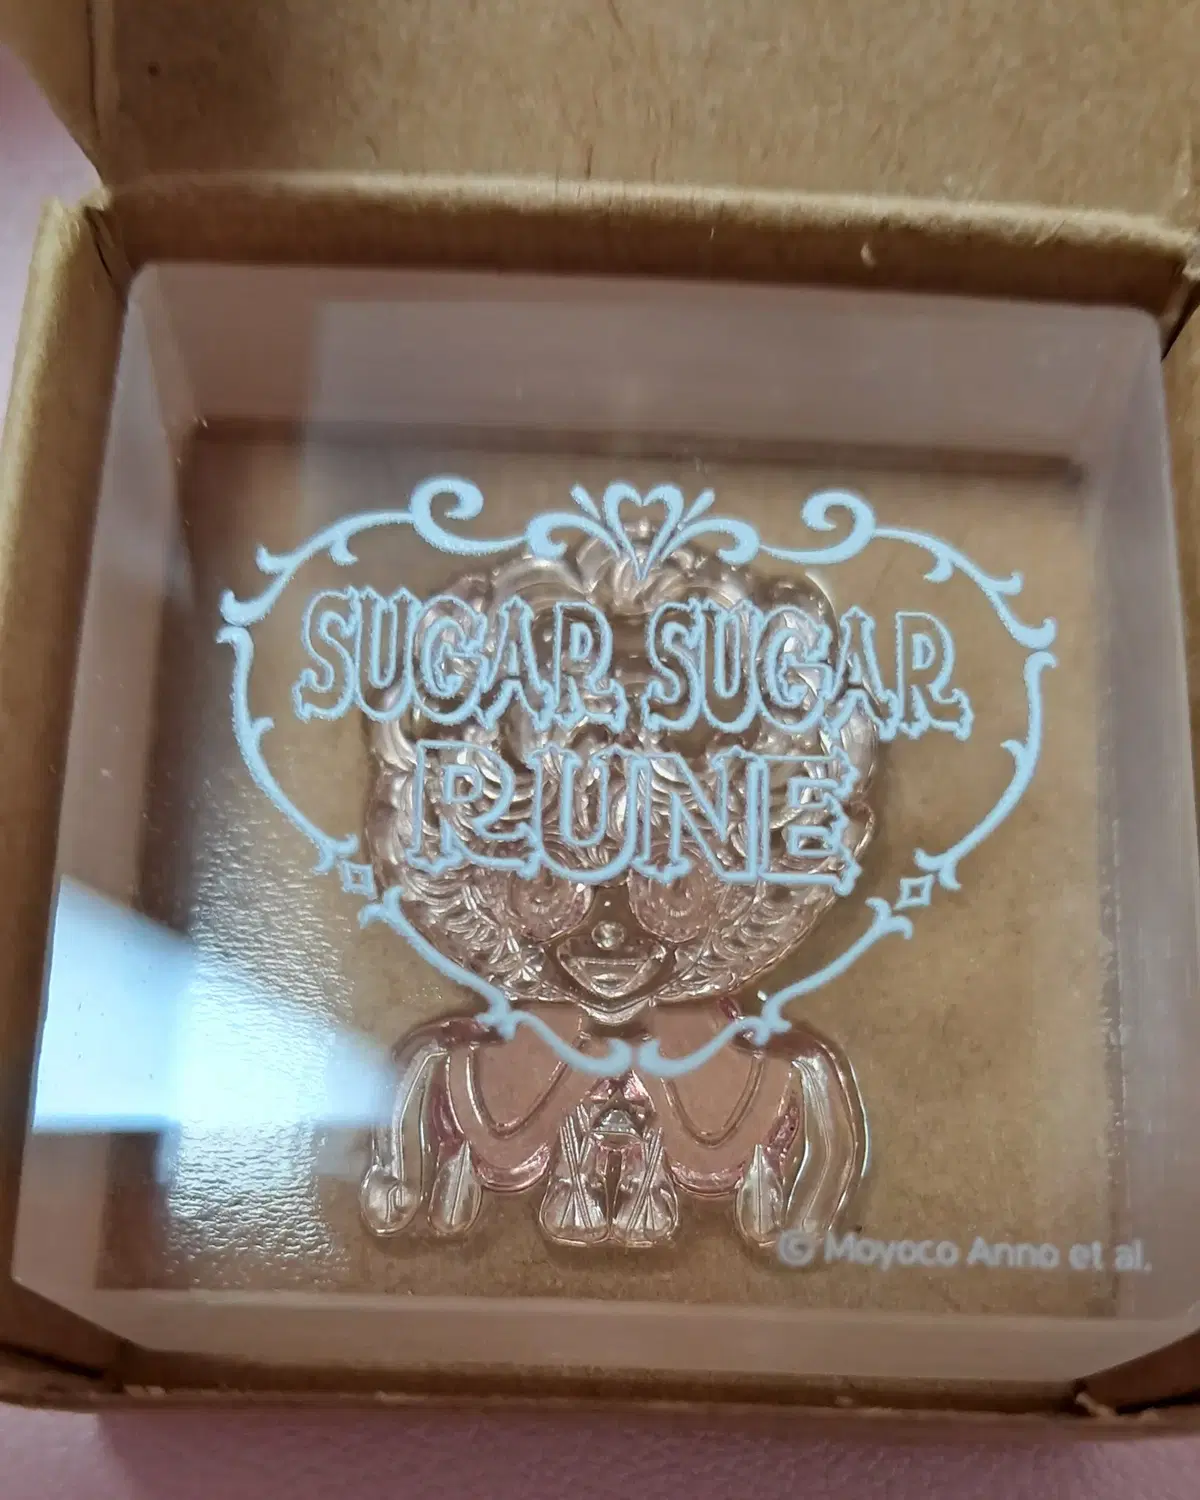 SUGAR SUGAR
RUNE
© Moyoco Anno et al.